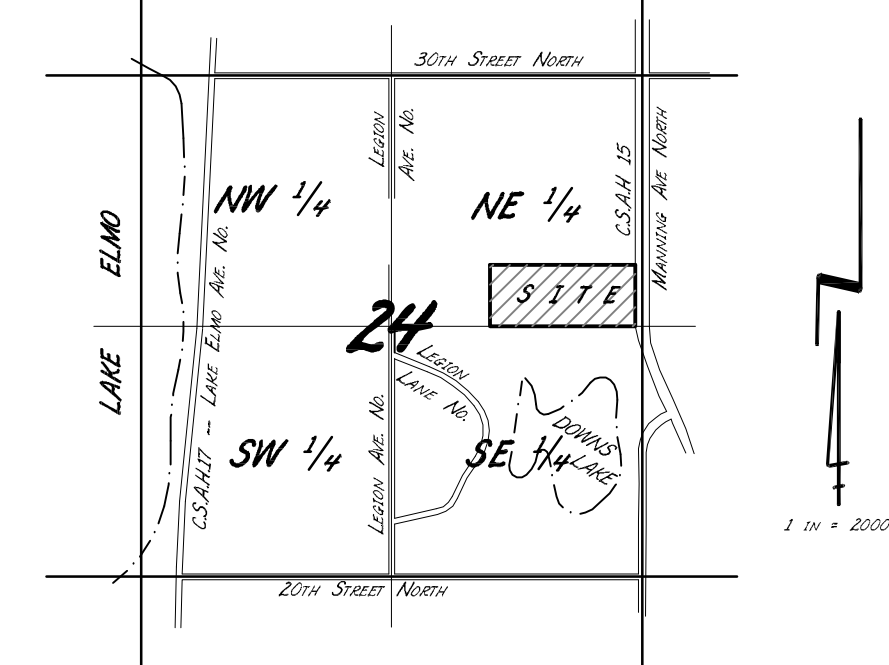 30TH STREET NORTH
LEGION
AVE. NO.
C.S.A.H 15
MANNING AVE NORTH
NW 1/4
NE 1/4
LAKE ELMO
C.S.A.H.17 -- LAKE ELMO AVE. NO.
SITE
24
LEGION
LANE NO.
LEGION AVE. NO.
SW 1/4
SE 1/4
DOWNS
LAKE
1 IN = 2000
20TH STREET NORTH